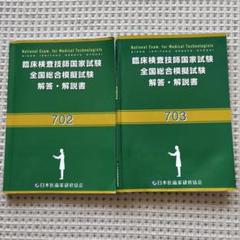 National Exam. for Medical Technologists
臨床検査技師国家試験
全国総合模擬試験
解答・解説書
702
日本医歯薬研修協会
National Exam. for Medical Technologists
臨床検査技師国家試験
全国総合模擬試験
解答・解説書
703
日本医歯薬研修協会